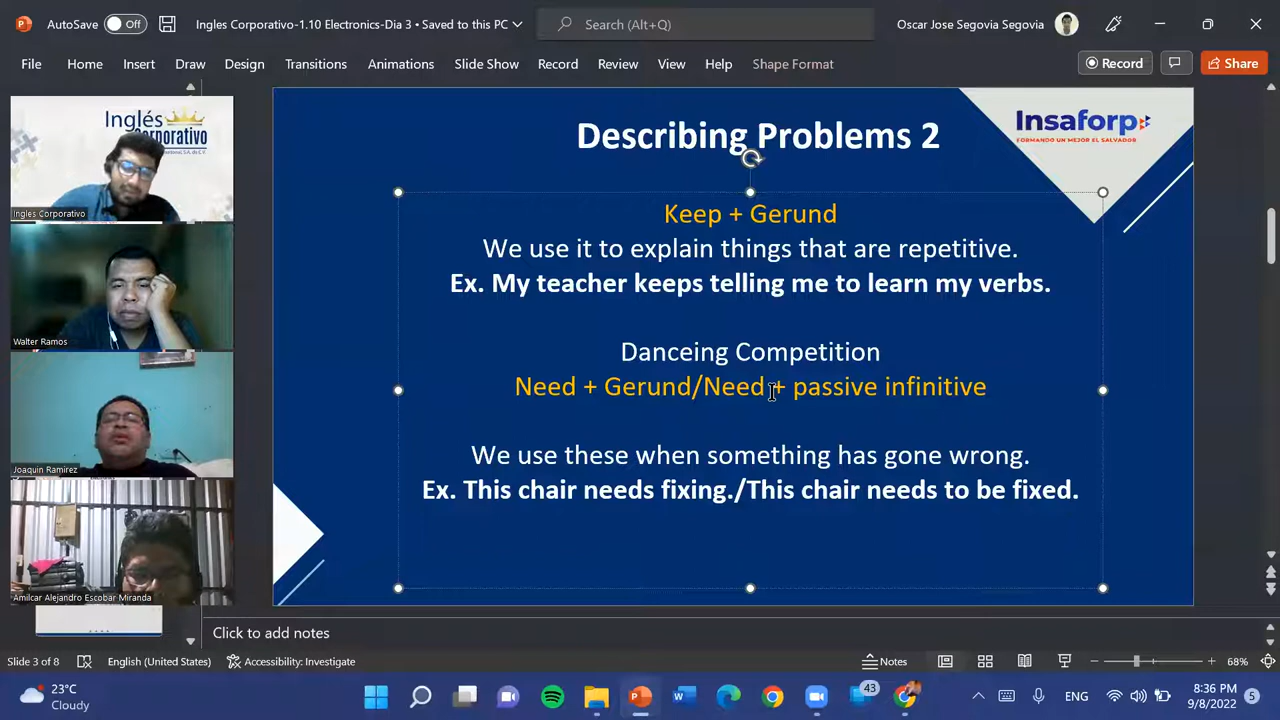 AutoSave Off Ingles Corporativo-1.10 Electronics-Dia 3 • Saved to this PC Search (Alt+Q) Oscar Jose Segovia Segovia
File Home Insert Draw Design Transitions Animations Slide Show Record Review View Help Shape Format Record Share
Inglés
Corporativo
Ingles Corporativo
Walter Ramos
Joaquin Ramirez
Amilcar Alejandro Escobar Miranda
Insaforp
FORMANDO UN MEJOR EL SALVADOR
Describing Problems 2
Keep + Gerund
We use it to explain things that are repetitive.
Ex. My teacher keeps telling me to learn my verbs.
Danceing Competition
Need + Gerund/Need + passive infinitive
We use these when something has gone wrong.
Ex. This chair needs fixing./This chair needs to be fixed.
Click to add notes
Slide 3 of 8 English (United States) Accessibility: Investigate Notes 68%
23°C
Cloudy
43
ENG
8:36 PM
9/8/2022
5